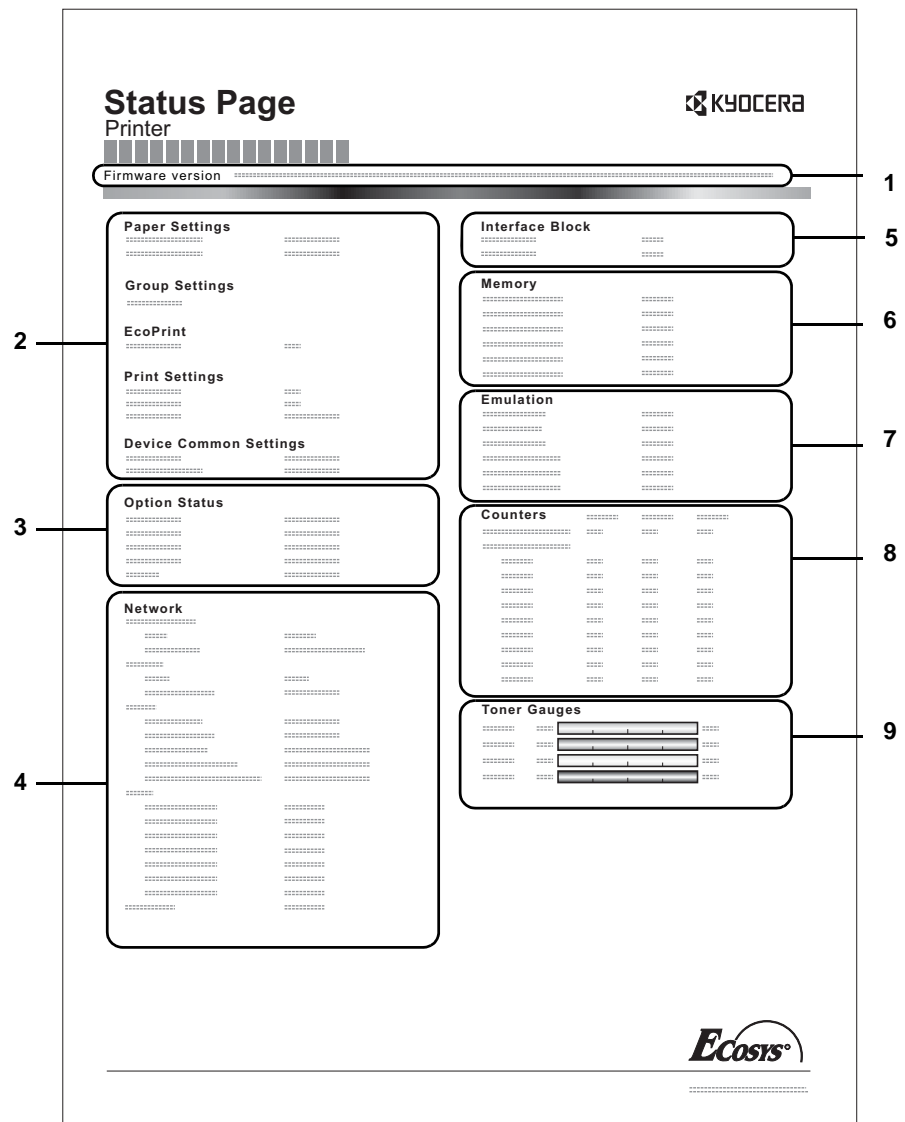 Status Page
KYOCERA
Printer
Firmware version
1
Paper Settings
Group Settings
EcoPrint
Print Settings
Device Common Settings
2
Option Status
3
Network
4
Interface Block
5
Memory
6
Emulation
7
Counters
8
Toner Gauges
9
ECOSYS